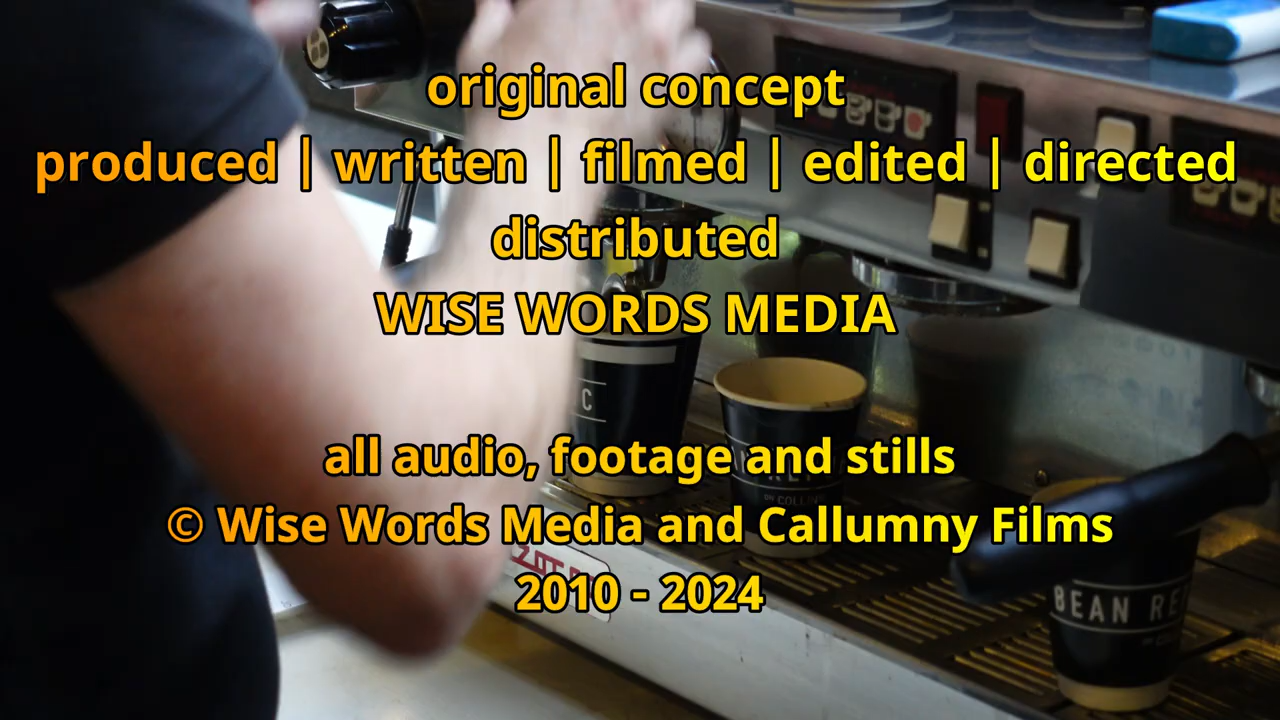 original concept
produced | written | filmed | edited | directed
distributed
WISE WORDS MEDIA
all audio, footage and stills
© Wise Words Media and Callumny Films
2010 - 2024
C
BEAN